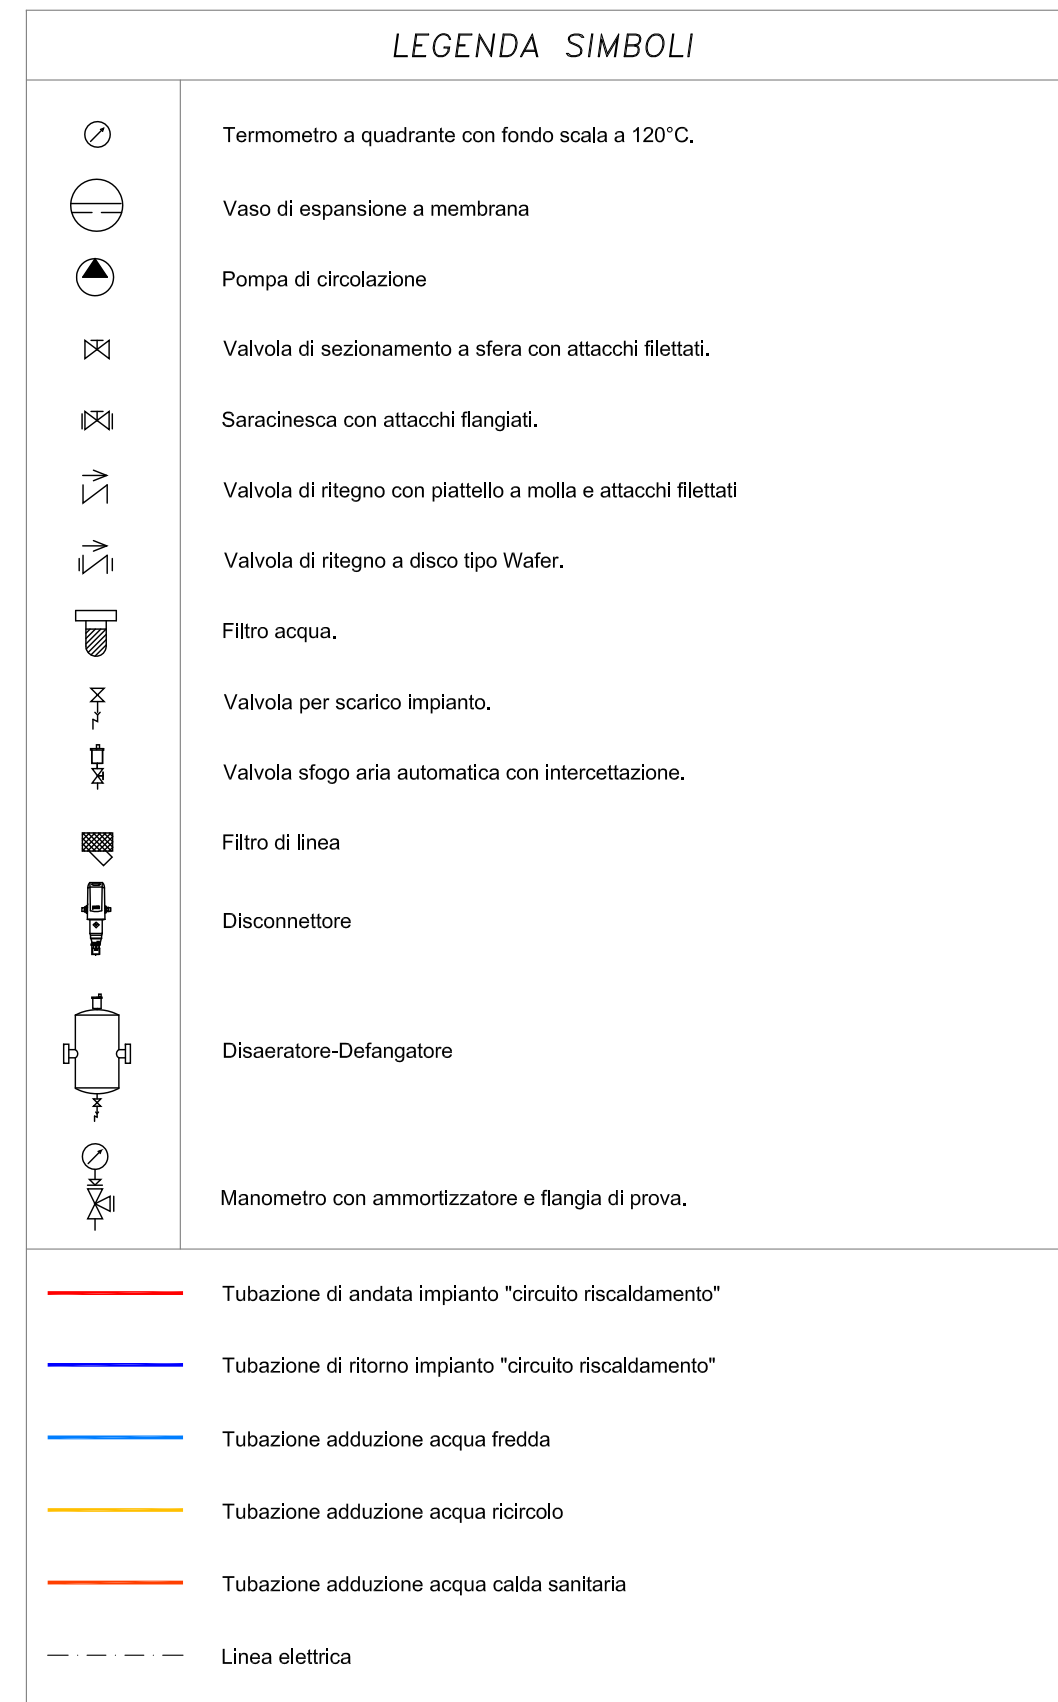 LEGENDA SIMBOLI
Termometro a quadrante con fondo scala a 120°C.
Vaso di espansione a membrana
Pompa di circolazione
Valvola di sezionamento a sfera con attacchi filettati.
Saracinesca con attacchi flangiati.
Valvola di ritegno con piattello a molla e attacchi filettati
Valvola di ritegno a disco tipo Wafer.
Filtro acqua.
Valvola per scarico impianto.
Valvola sfogo aria automatica con intercettazione.
Filtro di linea
Disconnettore
Disaeratore-Defangatore
Manometro con ammortizzatore e flangia di prova.
Tubazione di andata impianto "circuito riscaldamento"
Tubazione di ritorno impianto "circuito riscaldamento"
Tubazione adduzione acqua fredda
Tubazione adduzione acqua ricircolo
Tubazione adduzione acqua calda sanitaria
Linea elettrica